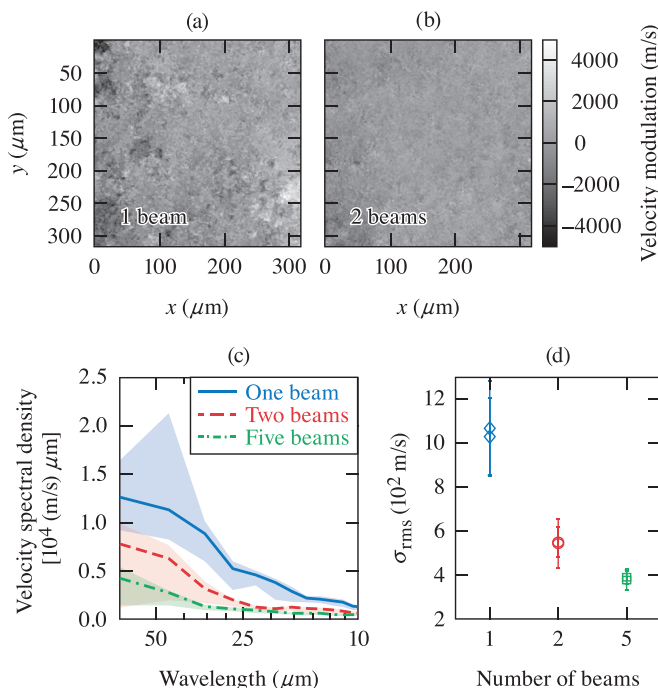 (a)
(b)
50
100
150
200
250
300
y (μm)
1 beam
2 beams
0
100
200
300
0
100
200
x (μm)
x (μm)
4000
2000
0
–2000
–4000
Velocity modulation (m/s)
(c)
(d)
2.5
2.0
1.5
1.0
0.5
0.0
Velocity spectral density
[10⁴ (m/s) μm]
One beam
Two beams
Five beams
50
25
10
Wavelength (μm)
12
10
8
6
4
2
σrms (10² m/s)
1
2
5
Number of beams